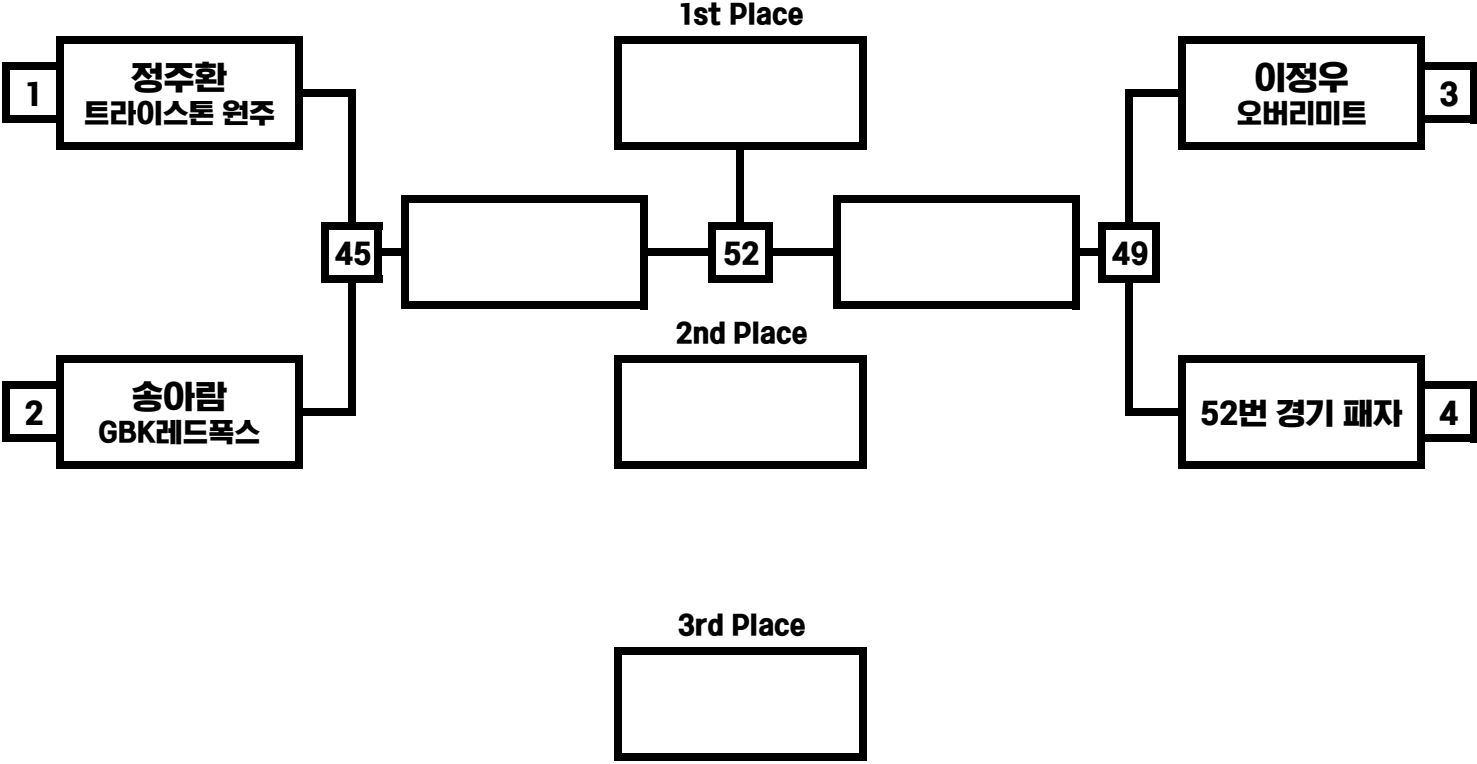 1st Place
1
정주환
트라이스톤 원주
이정우
오버리미트
3
45
52
49
2nd Place
2
송아람
GBK레드폭스
52번 경기 패자
4
3rd Place